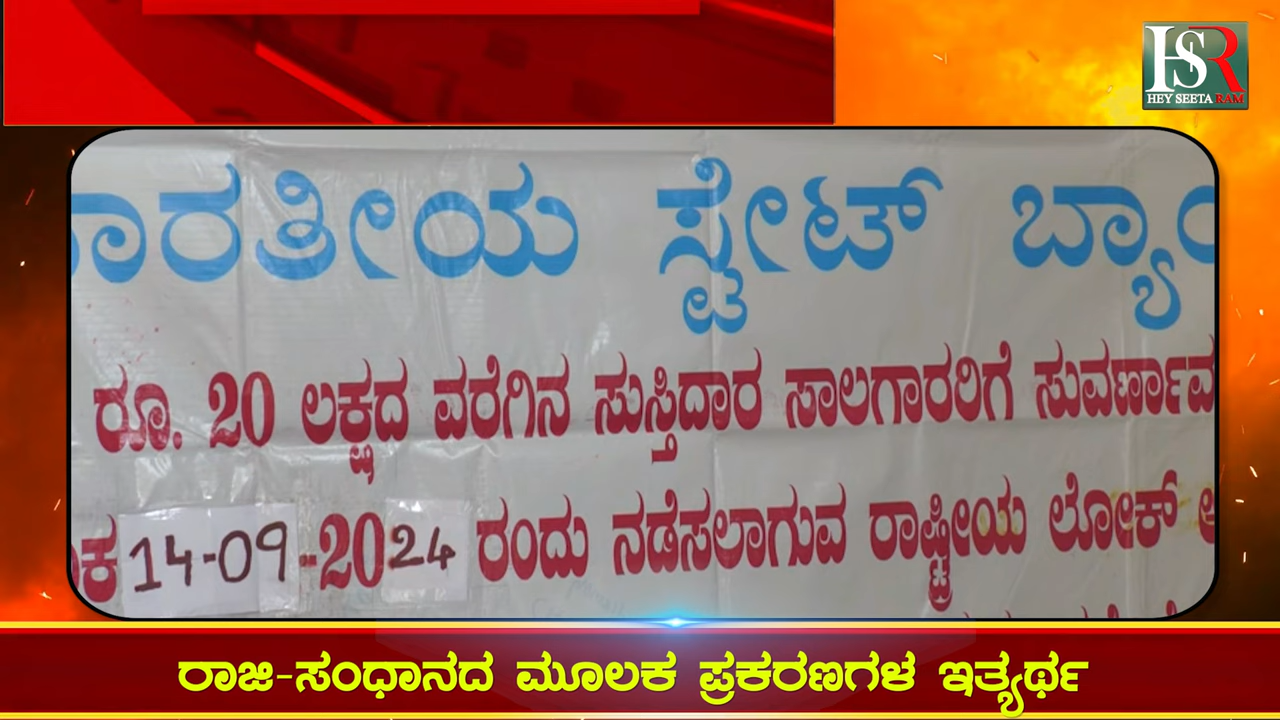 HSR
HEY SEETA RAM
ಭಾರತೀಯ ಸ್ಟೇಟ್ ಬ್ಯಾಂ
ರೂ. 20 ಲಕ್ಷದ ವರೆಗಿನ ಸುಸ್ತಿದಾರ ಸಾಲಗಾರರಿಗೆ ಸುವರ್ಣಾವ
ಂಕ 14-09-2024 ರಂದು ನಡೆಸಲಾಗುವ ರಾಷ್ಟ್ರೀಯ ಲೋಕ್ ಅ
ರಾಜಿ-ಸಂಧಾನದ ಮೂಲಕ ಪ್ರಕರಣಗಳ ಇತ್ಯರ್ಥ